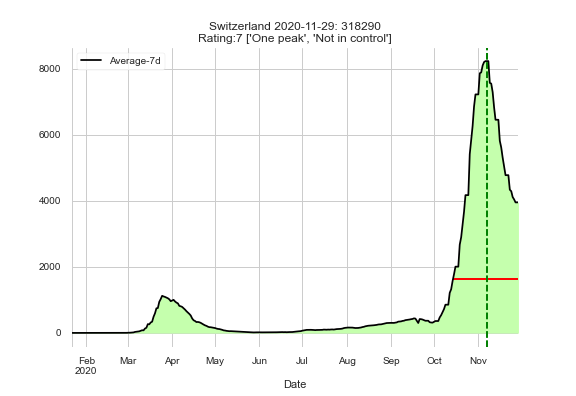 Switzerland 2020-11-29: 318290
Rating:7 ['One peak', 'Not in control']
Average-7d
8000
6000
4000
2000
0
Feb Mar Apr May Jun Jul Aug Sep Oct Nov
2020
Date